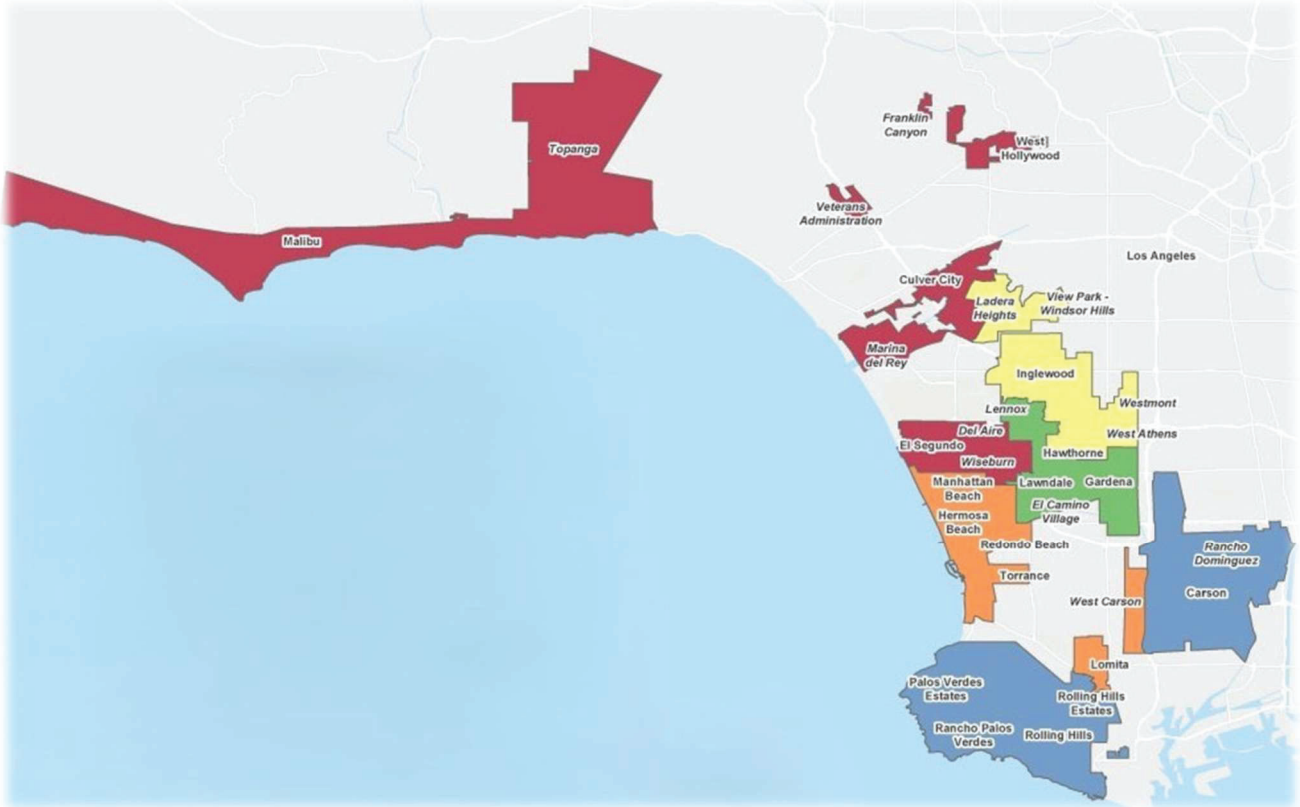 Franklin
Canyon
West
Hollywood
Topanga
Veterans
Administration
Malibu
Los Angeles
Culver City
Ladera
Heights
View Park -
Windsor Hills
Marina
del Rey
Inglewood
Lennox
Westmont
Del Aire
West Athens
El Segundo
Hawthorne
Wiseburn
Manhattan
Beach
Lawndale
Gardena
El Camino
Village
Hermosa
Beach
Redondo Beach
Rancho
Dominguez
Torrance
Carson
West Carson
Lomita
Palos Verdes
Estates
Rolling Hills
Estates
Rancho Palos
Verdes
Rolling Hills